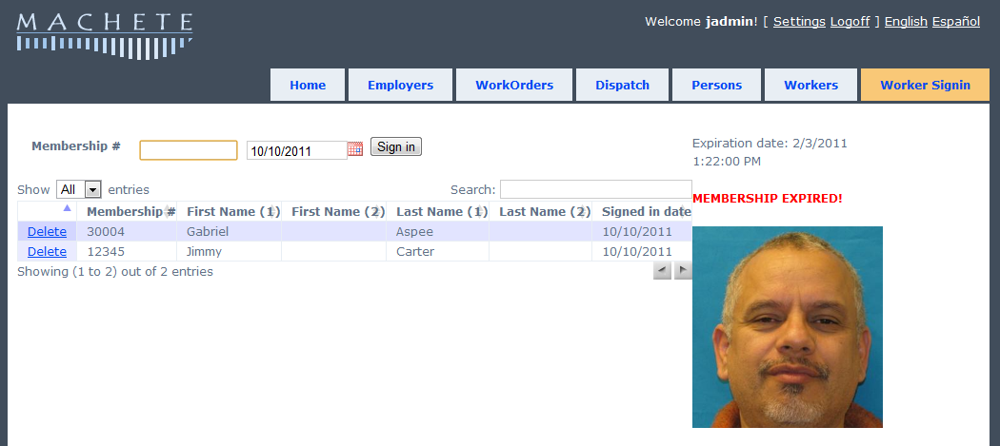 MACHETE
Welcome jadmin! [ Settings Logoff ] English Español
Home Employers WorkOrders Dispatch Persons Workers Worker Signin
Membership # 10/10/2011 Sign in
Expiration date: 2/3/2011
1:22:00 PM
MEMBERSHIP EXPIRED!
Show All entries Search:
Membership # First Name (1) First Name (2) Last Name (1) Last Name (2) Signed in date
Delete 30004 Gabriel Aspee 10/10/2011
Delete 12345 Jimmy Carter 10/10/2011
Showing (1 to 2) out of 2 entries